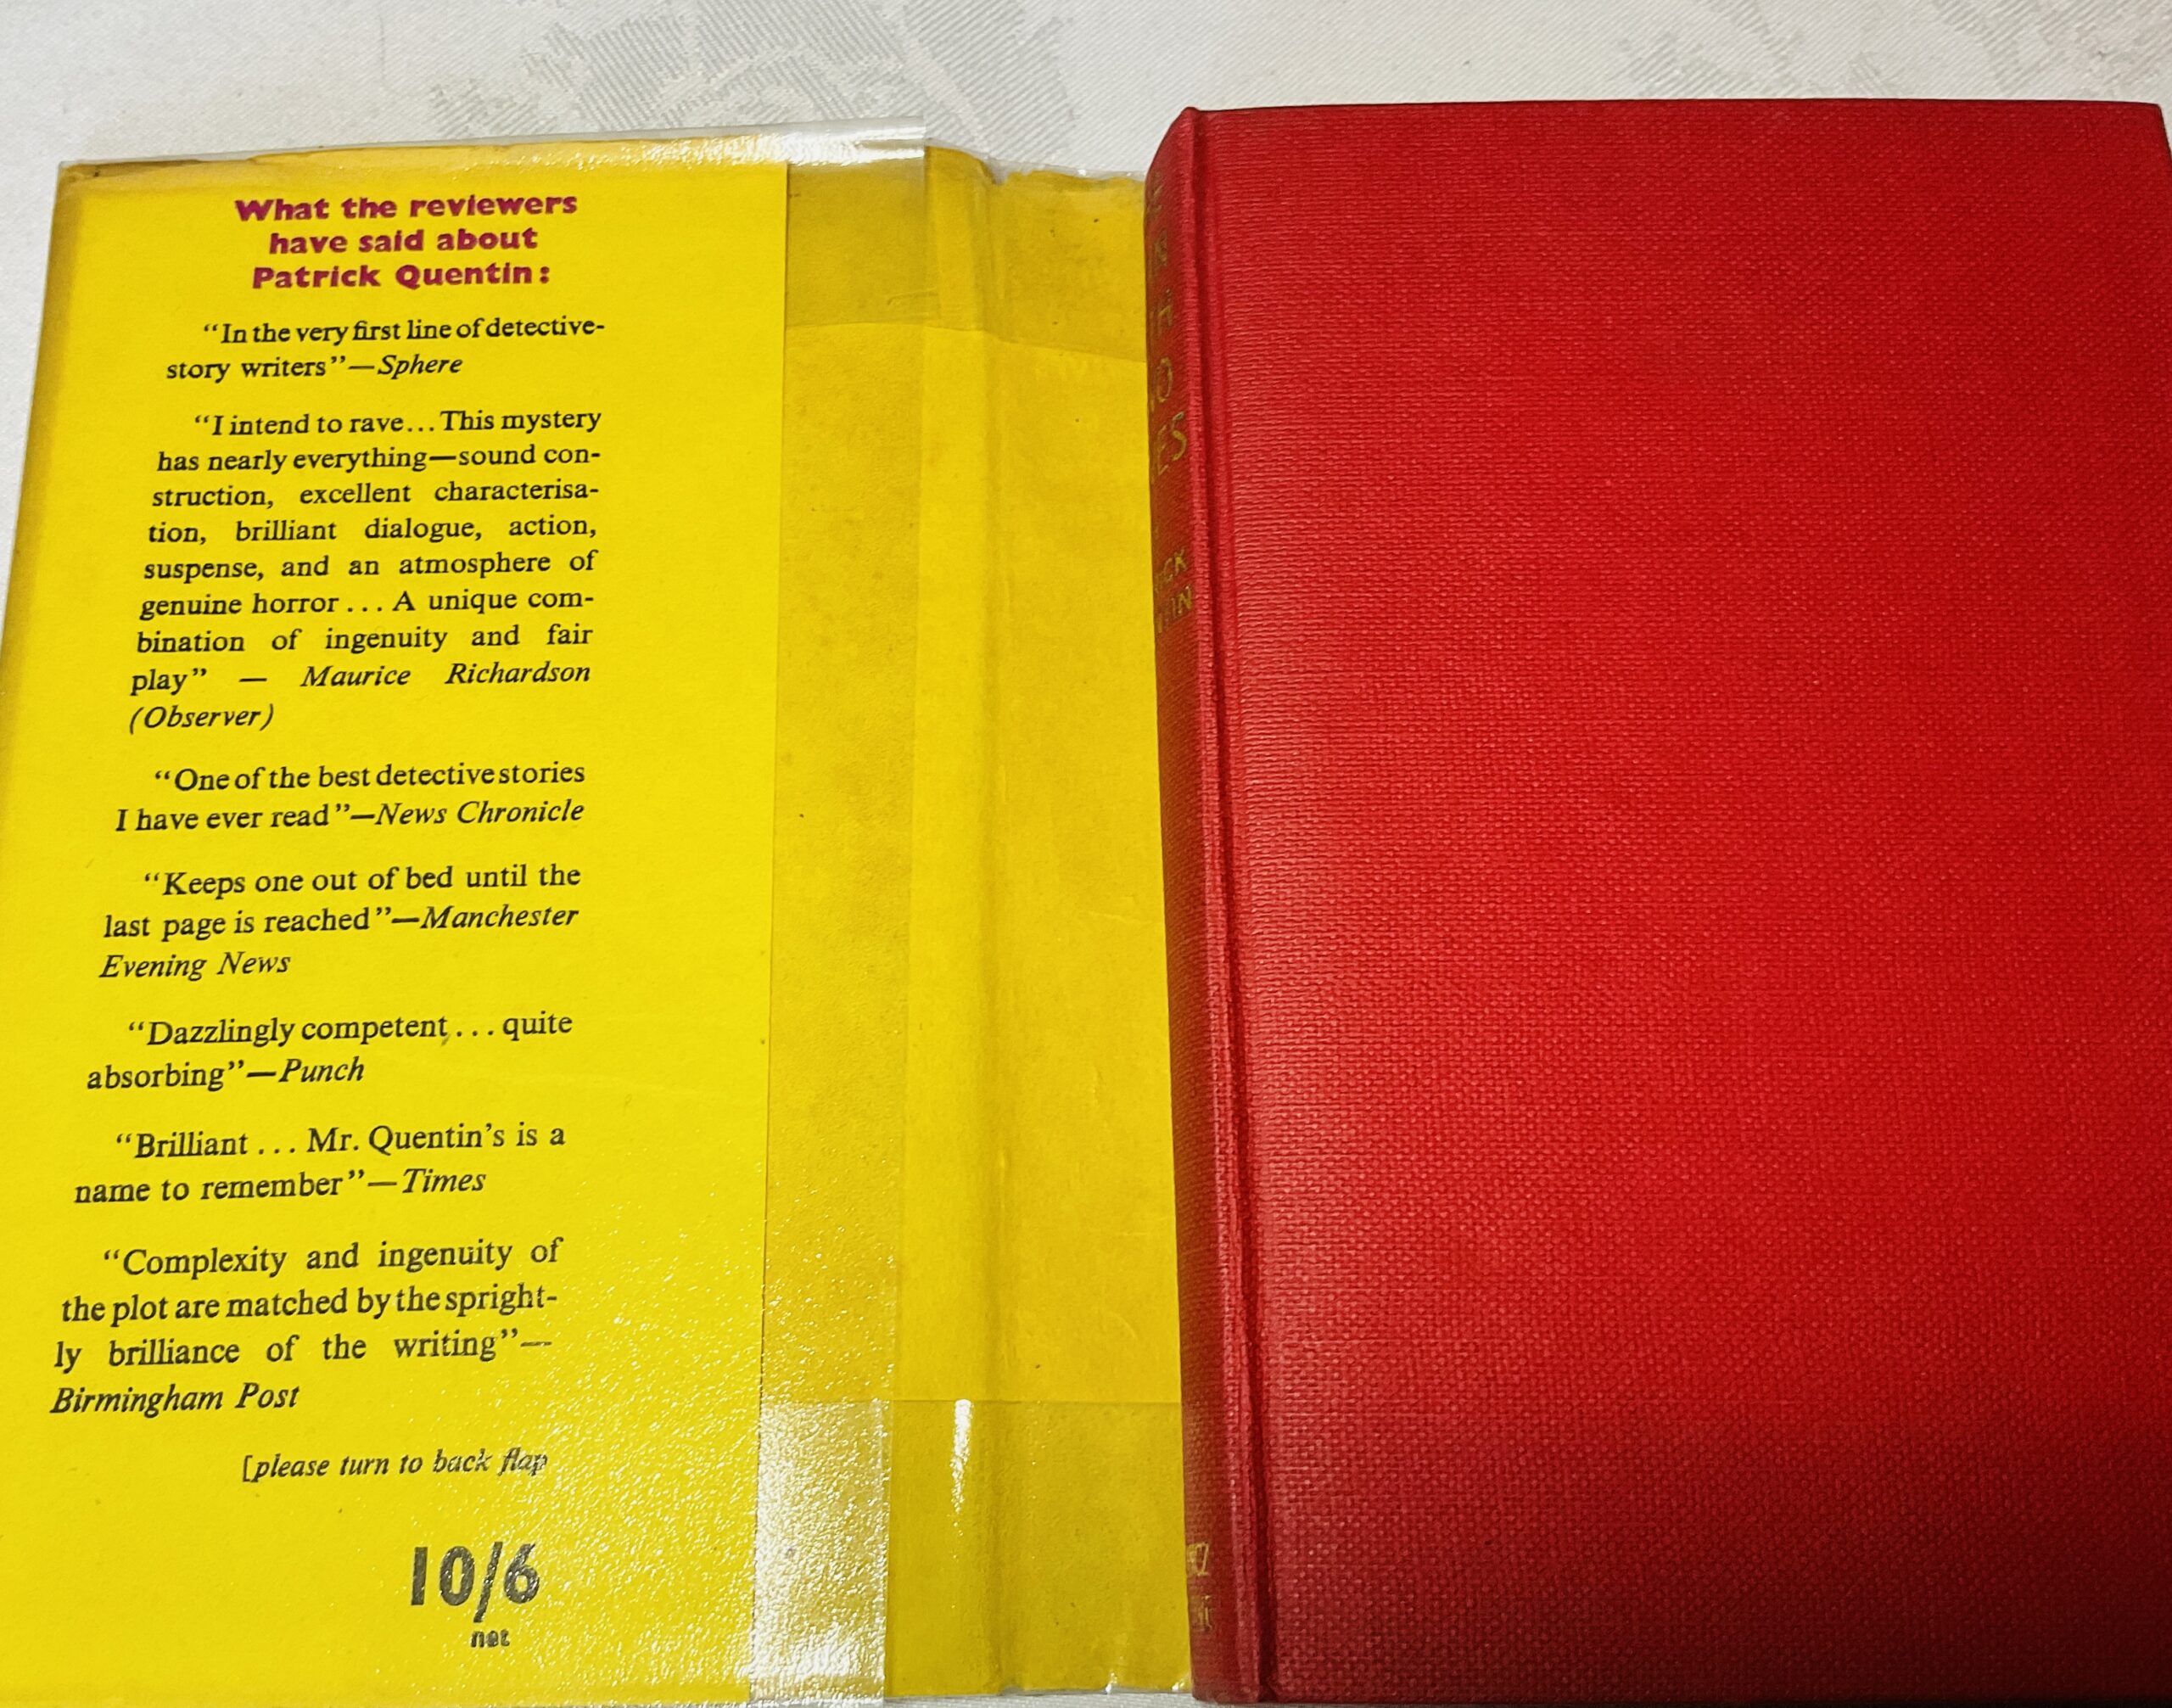 What the reviewers
have said about
Patrick Quentin:
“In the very first line of detective-
story writers”—Sphere
“I intend to rave... This mystery
has nearly everything—sound con-
struction, excellent characterisa-
tion, brilliant dialogue, action,
suspense, and an atmosphere of
genuine horror ... A unique com-
bination of ingenuity and fair
play” — Maurice Richardson
(Observer)
“One of the best detective stories
I have ever read”—News Chronicle
“Keeps one out of bed until the
last page is reached”—Manchester
Evening News
“Dazzlingly competent ... quite
absorbing”—Punch
“Brilliant ... Mr. Quentin’s is a
name to remember”—Times
“Complexity and ingenuity of
the plot are matched by the spright-
ly brilliance of the writing”—
Birmingham Post
[please turn to back flap
10/6
net